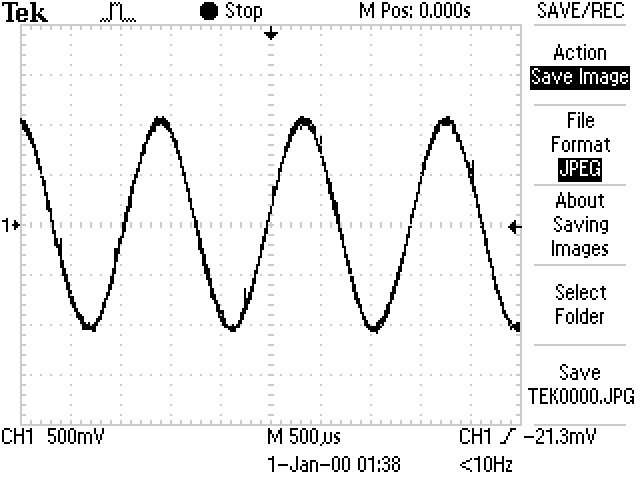 Tek Stop M Pos: 0.000s SAVE/REC
Action
Save Image
File
Format
JPEG
About
Saving
Images
Select
Folder
Save
TEK0000.JPG
1
CH1 500mV M 500µs CH1 -21.3mV
1-Jan-00 01:38 <10Hz